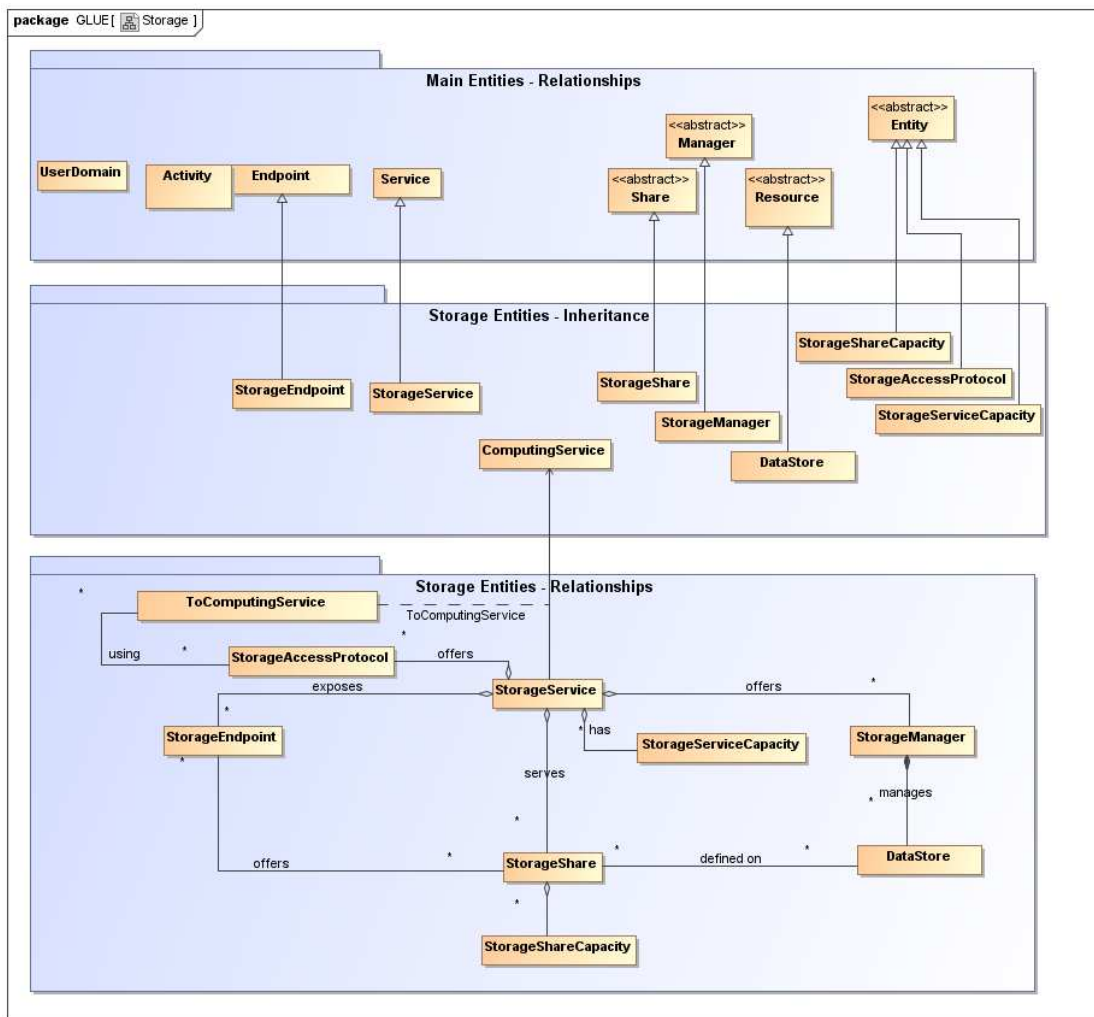 package GLUE[ Storage ]
Main Entities - Relationships
<<abstract>>
Entity
<<abstract>>
Manager
UserDomain
Activity
Endpoint
Service
<<abstract>>
Share
<<abstract>>
Resource
Storage Entities - Inheritance
StorageShareCapacity
StorageEndpoint
StorageService
StorageShare
StorageAccessProtocol
StorageManager
StorageServiceCapacity
ComputingService
DataStore
Storage Entities - Relationships
*
ToComputingService
ToComputingService
*
using
*
StorageAccessProtocol
offers
exposes
StorageService
offers
*
*
StorageEndpoint
*
*
has
StorageServiceCapacity
StorageManager
serves
manages
*
*
offers
*
StorageShare
*
defined on
*
DataStore
*
StorageShareCapacity